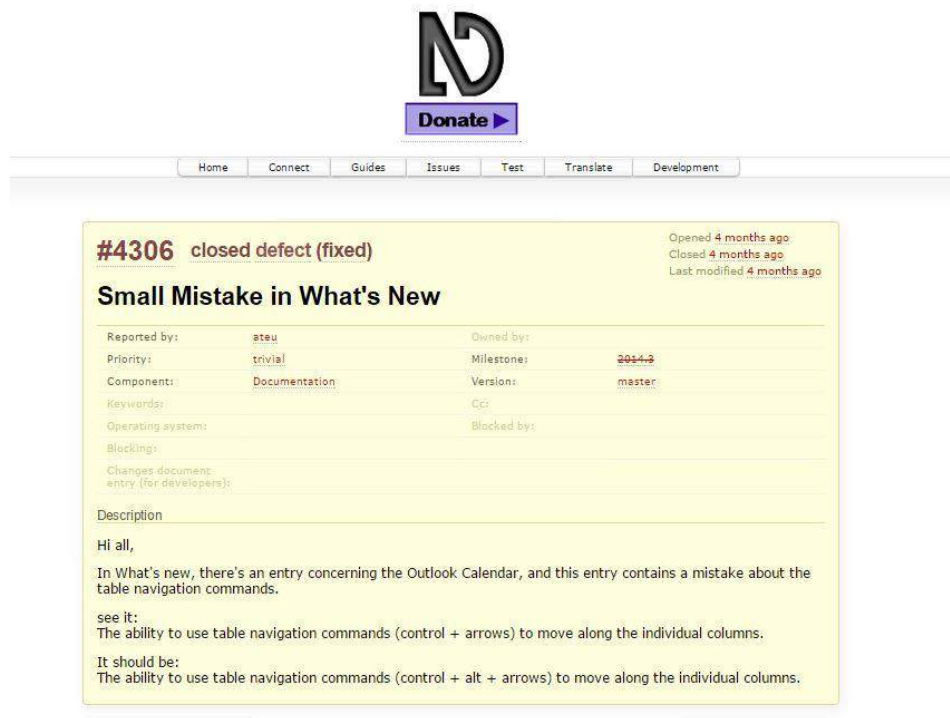 Donate
Home Connect Guides Issues Test Translate Development
#4306 closed defect (fixed)
Opened 4 months ago
Closed 4 months ago
Last modified 4 months ago
Small Mistake in What's New
Reported by: ateu Owned by:
Priority: trivial Milestone: 2014.3
Component: Documentation Version: master
Keywords: Cc:
Operating system: Blocked by:
Blocking:
Changes document
entry (for developers):
Description
Hi all,
In What's new, there's an entry concerning the Outlook Calendar, and this entry contains a mistake about the
table navigation commands.
see it:
The ability to use table navigation commands (control + arrows) to move along the individual columns.
It should be:
The ability to use table navigation commands (control + alt + arrows) to move along the individual columns.